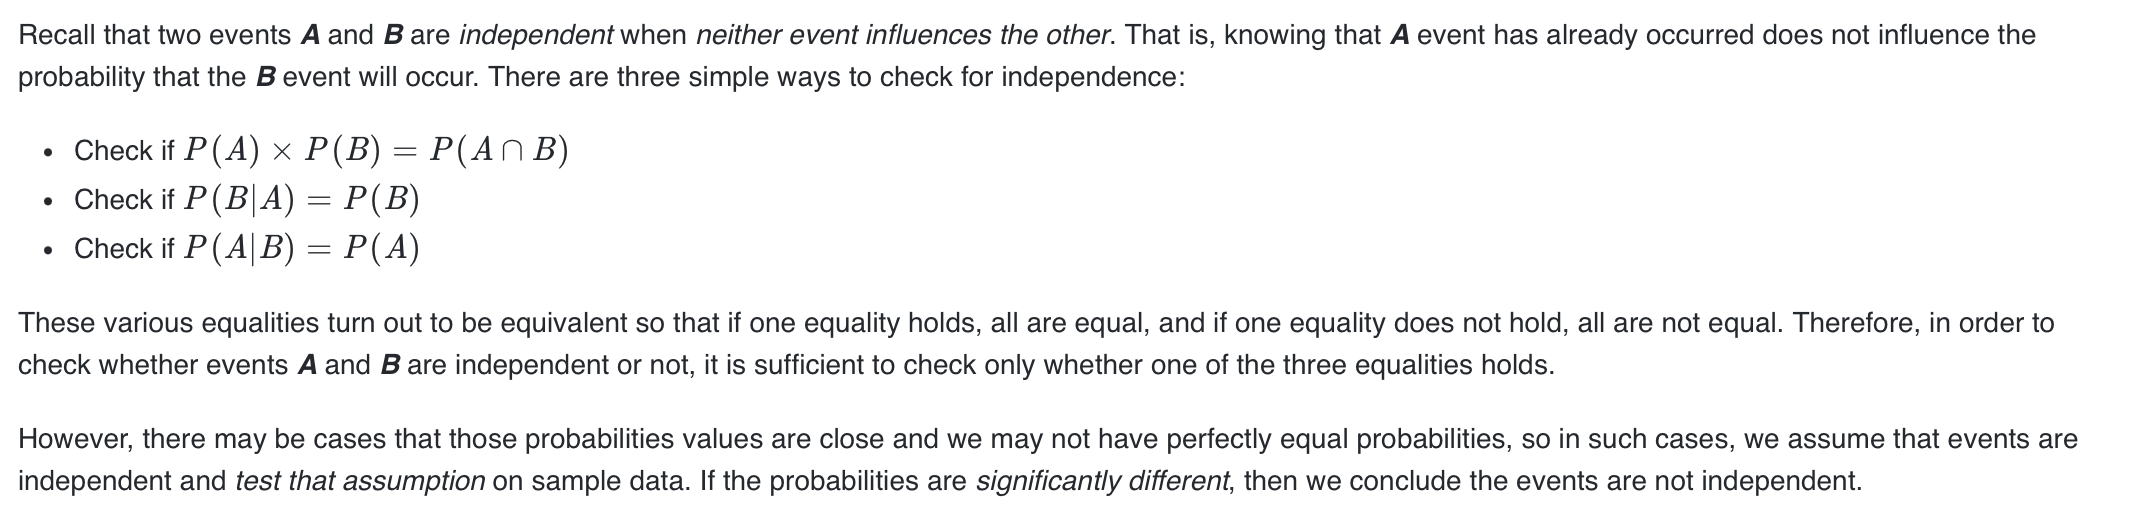 Recall that two events A and B are independent when neither event influences the other. That is, knowing that A event has already occurred does not influence the
probability that the B event will occur. There are three simple ways to check for independence:
• Check if P(A) × P(B) = P(A ∩ B)
• Check if P(B|A) = P(B)
• Check if P(A|B) = P(A)
These various equalities turn out to be equivalent so that if one equality holds, all are equal, and if one equality does not hold, all are not equal. Therefore, in order to
check whether events A and B are independent or not, it is sufficient to check only whether one of the three equalities holds.
However, there may be cases that those probabilities values are close and we may not have perfectly equal probabilities, so in such cases, we assume that events are
independent and test that assumption on sample data. If the probabilities are significantly different, then we conclude the events are not independent.